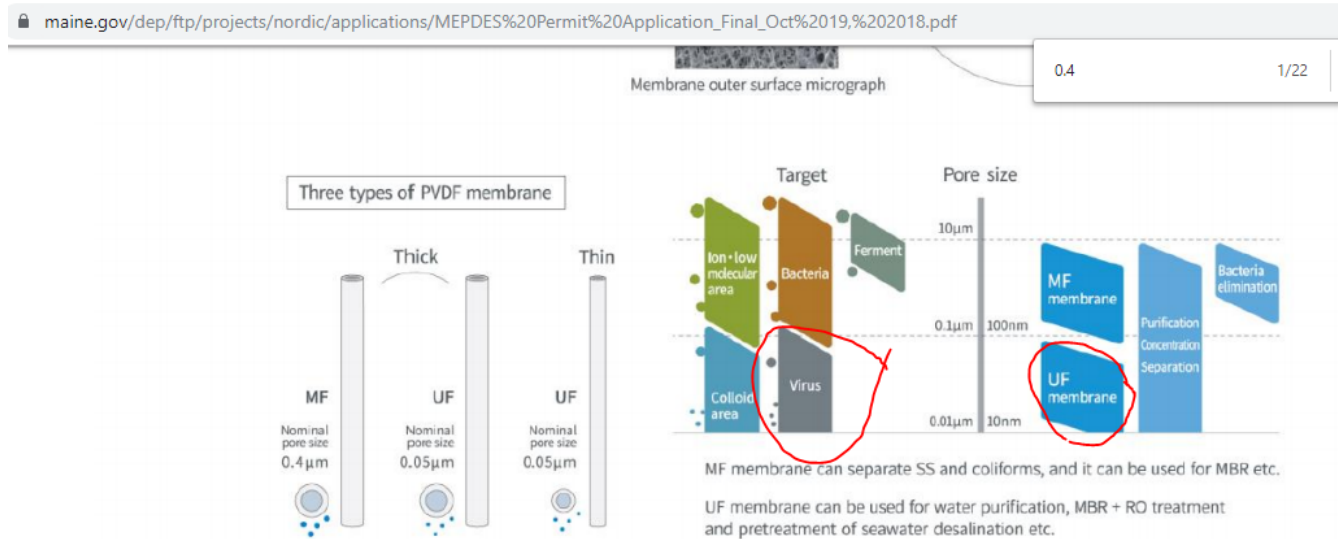 maine.gov/dep/ftp/projects/nordic/applications/MEPDES%20Permit%20Application_Final_Oct%2019,%202018.pdf
0.4
1/22
Membrane outer surface micrograph
Three types of PVDF membrane
Thick
Thin
MF
Nominal
pore size
0.4μm
UF
Nominal
pore size
0.05μm
UF
Nominal
pore size
0.05μm
Target
Pore size
Ion・low
molecular
area
Bacteria
Ferment
Colloid
area
Virus
10μm
0.1μm
100nm
0.01μm
10nm
MF
membrane
UF
membrane
Purification
Concentration
Separation
Bacteria
elimination
MF membrane can separate SS and coliforms, and it can be used for MBR etc.
UF membrane can be used for water purification, MBR + RO treatment
and pretreatment of seawater desalination etc.